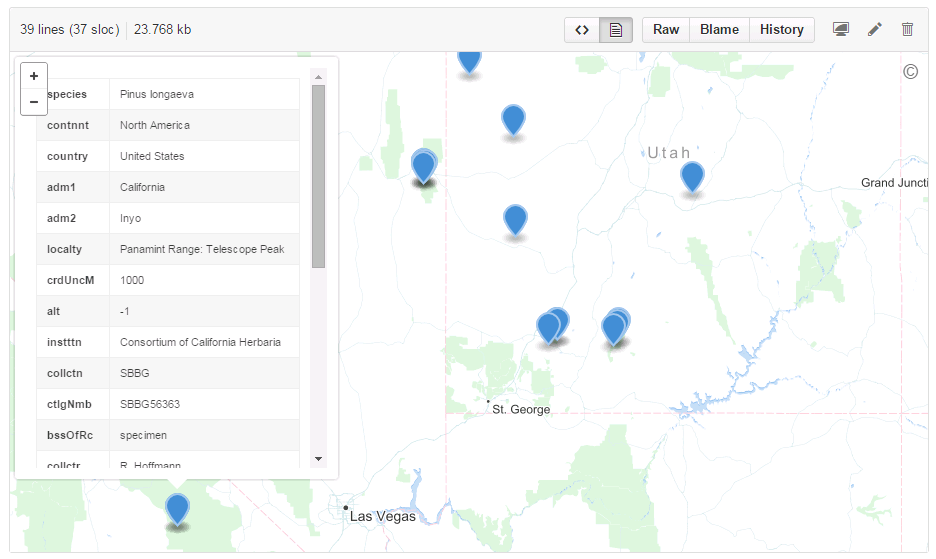 39 lines (37 sloc) 23.768 kb
<> Raw Blame History
+
−
species Pinus longaeva
contnnt North America
country United States
adm1 California
adm2 Inyo
localty Panamint Range: Telescope Peak
crdUncM 1000
alt -1
instttn Consortium of California Herbaria
collctn SBBG
ctlgNmb SBBG56363
bssOfRc specimen
collctr R. Hoffmann
©
Utah
Grand Juncti
St. George
Las Vegas